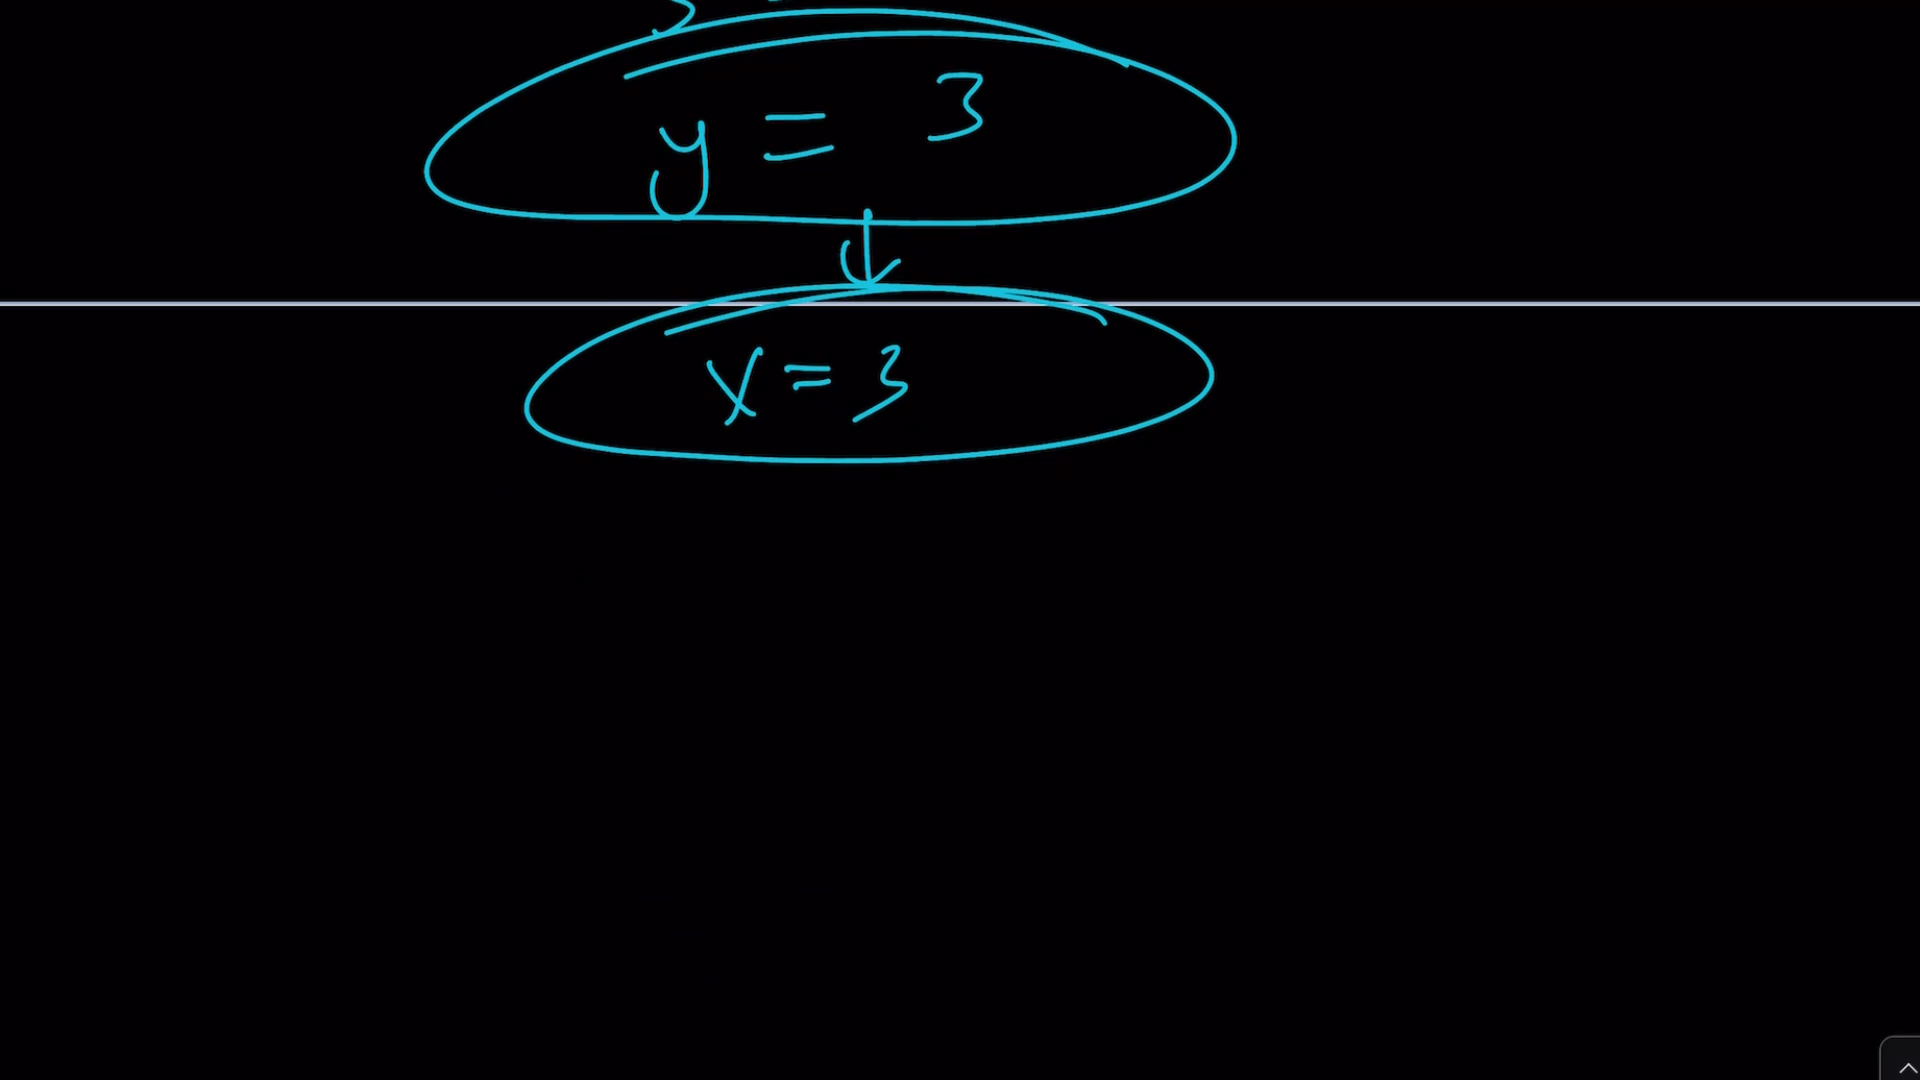 y = 3
x = 3